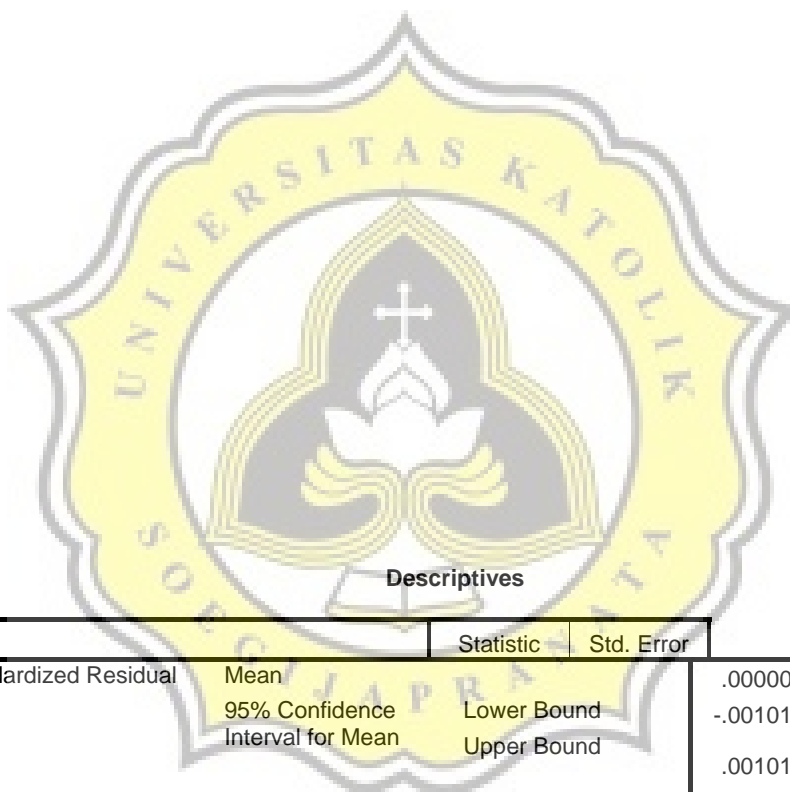 UNIVERSITAS KATOLIK
SOEGIJAPRANATA
Descriptives
Statistic Std. Error
Mean .00000
95% Confidence Interval for Mean Lower Bound -.00101
Upper Bound .00101